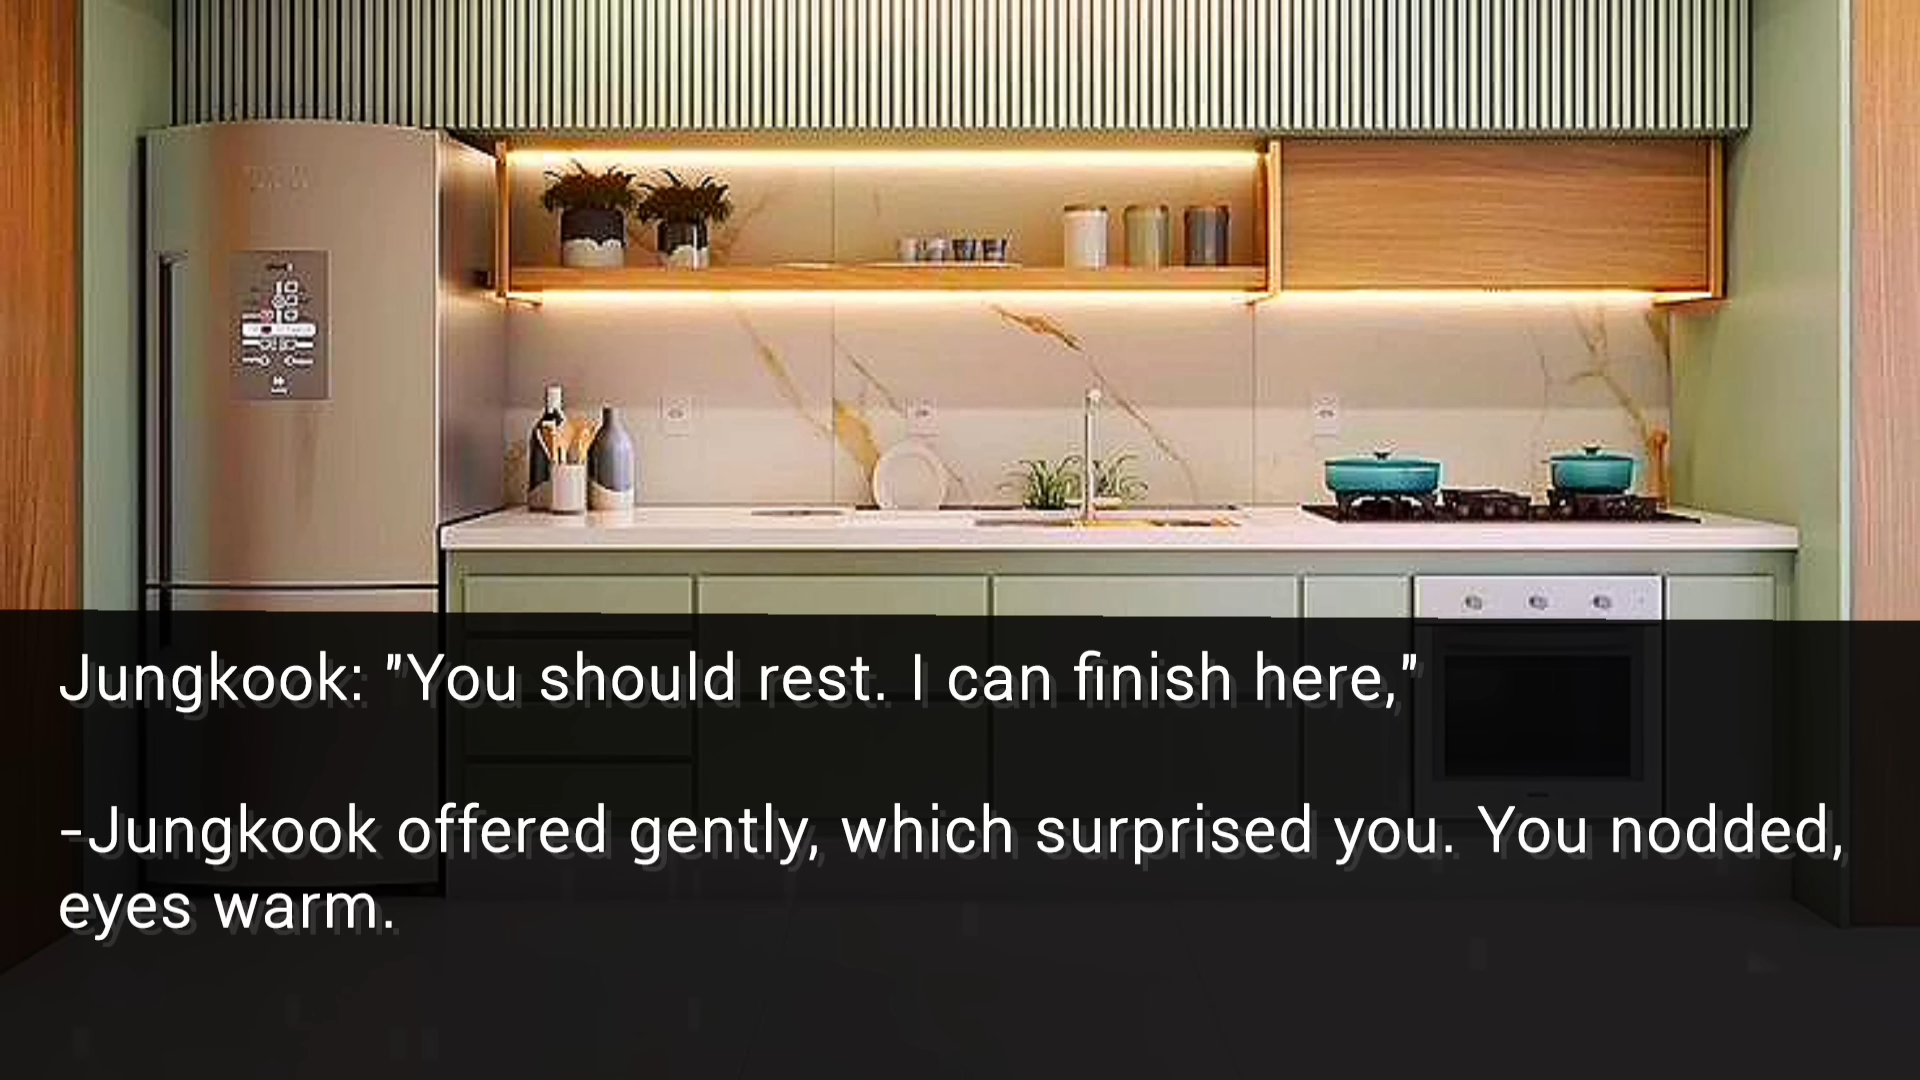 Jungkook: "You should rest. I can finish here,"
-Jungkook offered gently, which surprised you. You nodded,
eyes warm.